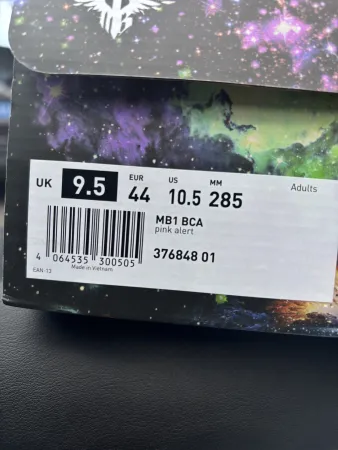 UK 9.5 EUR 44 US 10.5 MM 285 Adults
MB1 BCA
pink alert
376848 01
4 064535 300505
Made in Vietnam
EAN 13